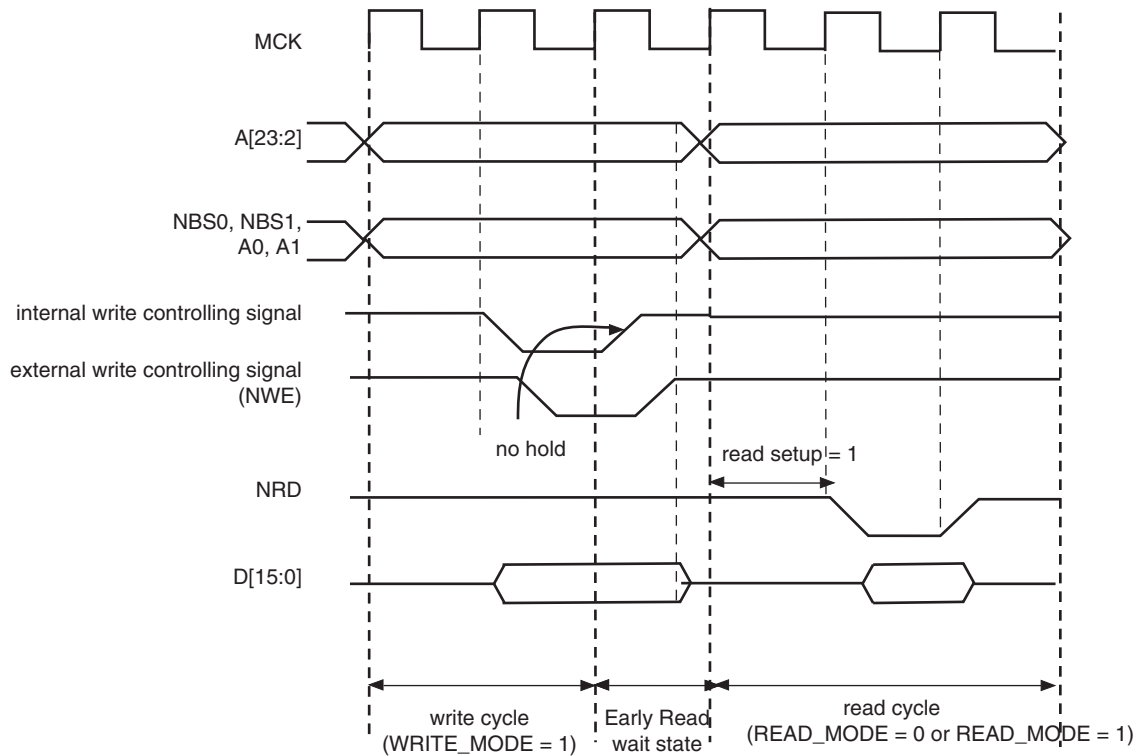 MCK
A[23:2]
NBS0, NBS1,
A0, A1
internal write controlling signal
external write controlling signal
(NWE)
no hold
read setup = 1
NRD
D[15:0]
write cycle
(WRITE_MODE = 1)
Early Read
wait state
read cycle
(READ_MODE = 0 or READ_MODE = 1)